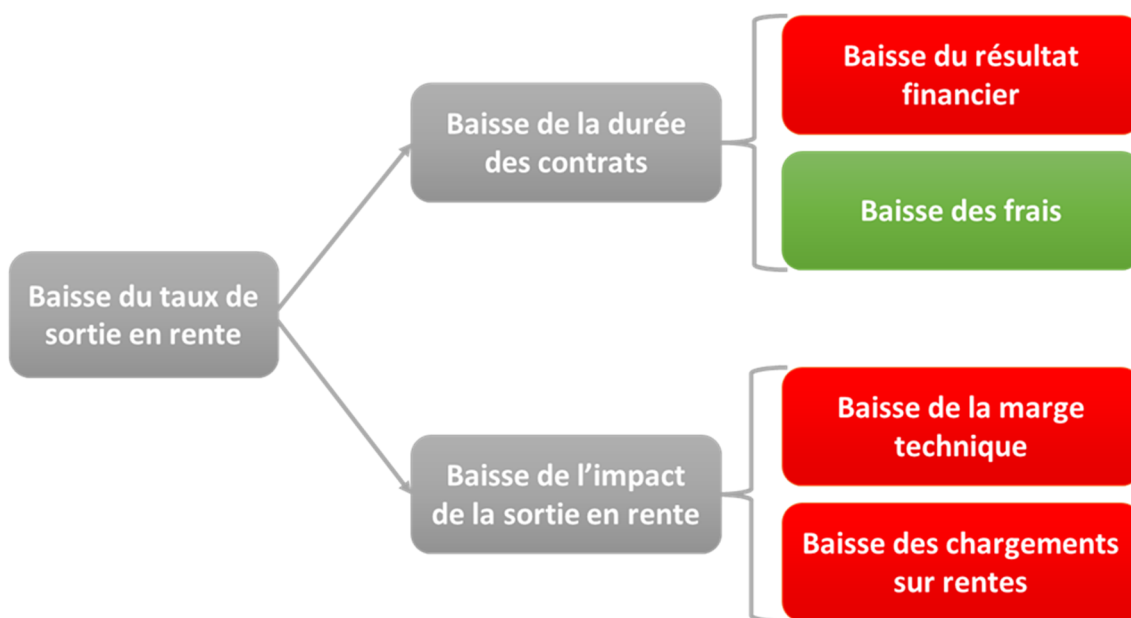 Baisse du taux de
sortie en rente
Baisse de la durée
des contrats
Baisse du résultat
financier
Baisse des frais
Baisse de l’impact
de la sortie en rente
Baisse de la marge
technique
Baisse des chargements
sur rentes